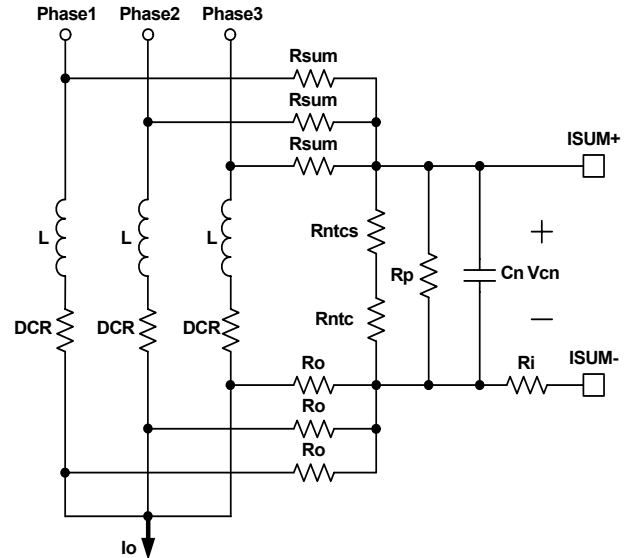 Phase1 Phase2 Phase3
Rsum
Rsum
Rsum
ISUM+
L L L
Rntcs
+
Rp
Cn Vcn
Rntc
−
DCR DCR DCR
ISUM-
Ro
Ri
Ro
Ro
Io